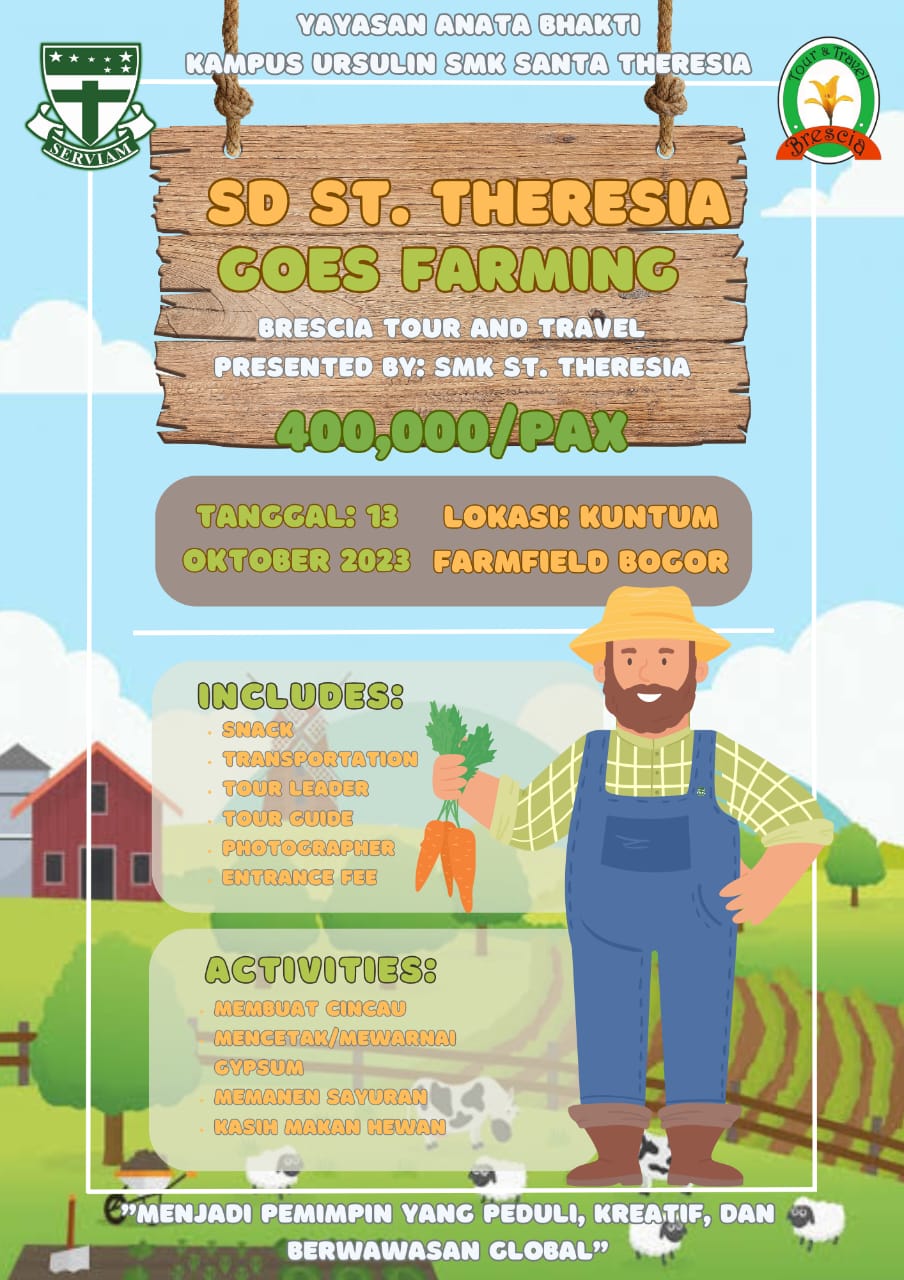 YAYASAN ANATA BHAKTI
KAMPUS URSULIN SMK SANTA THERESIA
SERVIAM
Tour & Travel
Brescia
SD ST. THERESIA
GOES FARMING
BRESCIA TOUR AND TRAVEL
PRESENTED BY: SMK ST. THERESIA
400,000/PAX
TANGGAL: 13
OKTOBER 2023
LOKASI: KUNTUM
FARMFIELD BOGOR
INCLUDES:
• SNACK
• TRANSPORTATION
• TOUR LEADER
• TOUR GUIDE
• PHOTOGRAPHER
• ENTRANCE FEE
ACTIVITIES:
• MEMBUAT CINCAU
• MENCETAK/MEWARNAI
GYPSUM
• MEMANEN SAYURAN
• KASIH MAKAN HEWAN
"MENJADI PEMIMPIN YANG PEDULI, KREATIF, DAN
BERWAWASAN GLOBAL"